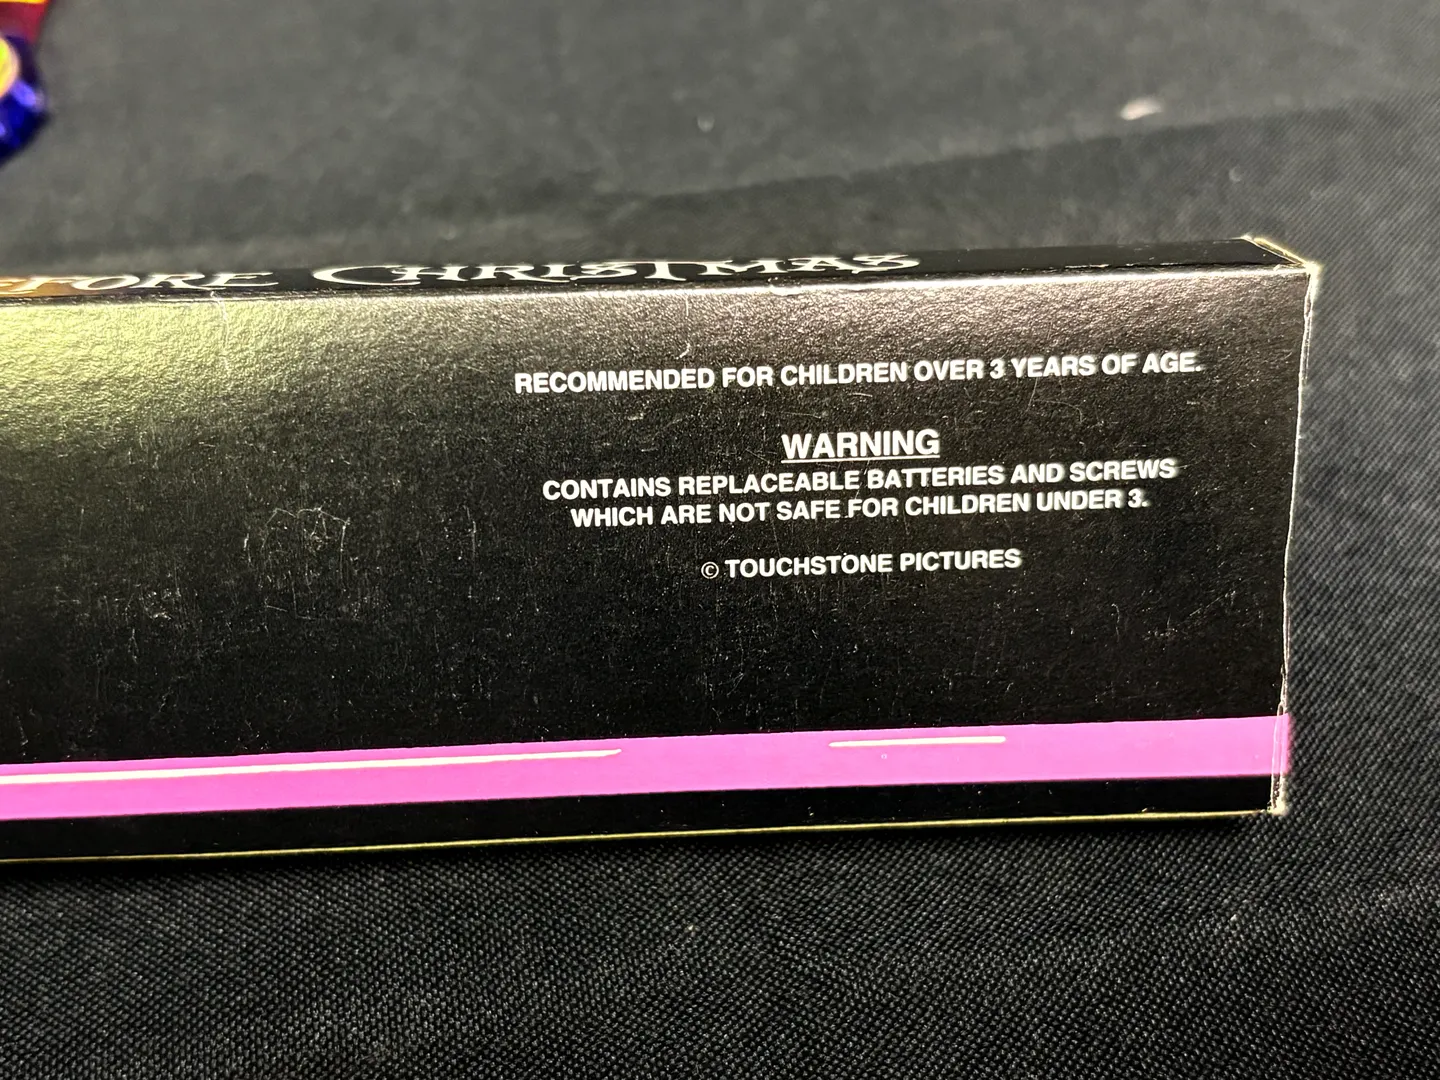 FORE CHRISTMAS
RECOMMENDED FOR CHILDREN OVER 3 YEARS OF AGE.
WARNING
CONTAINS REPLACEABLE BATTERIES AND SCREWS
WHICH ARE NOT SAFE FOR CHILDREN UNDER 3.
© TOUCHSTONE PICTURES